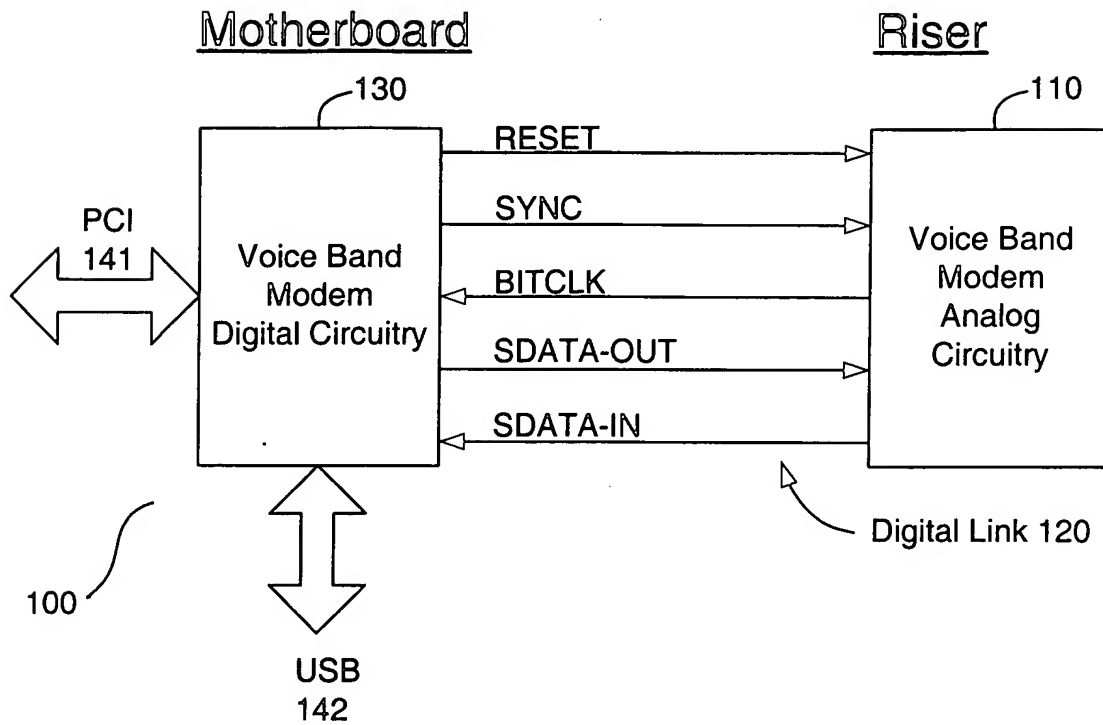 Motherboard
Riser
130
110
RESET
SYNC
BITCLK
SDATA-OUT
SDATA-IN
PCI
141
Voice Band
Modem
Digital Circuitry
Voice Band
Modem
Analog
Circuitry
Digital Link 120
100
USB
142